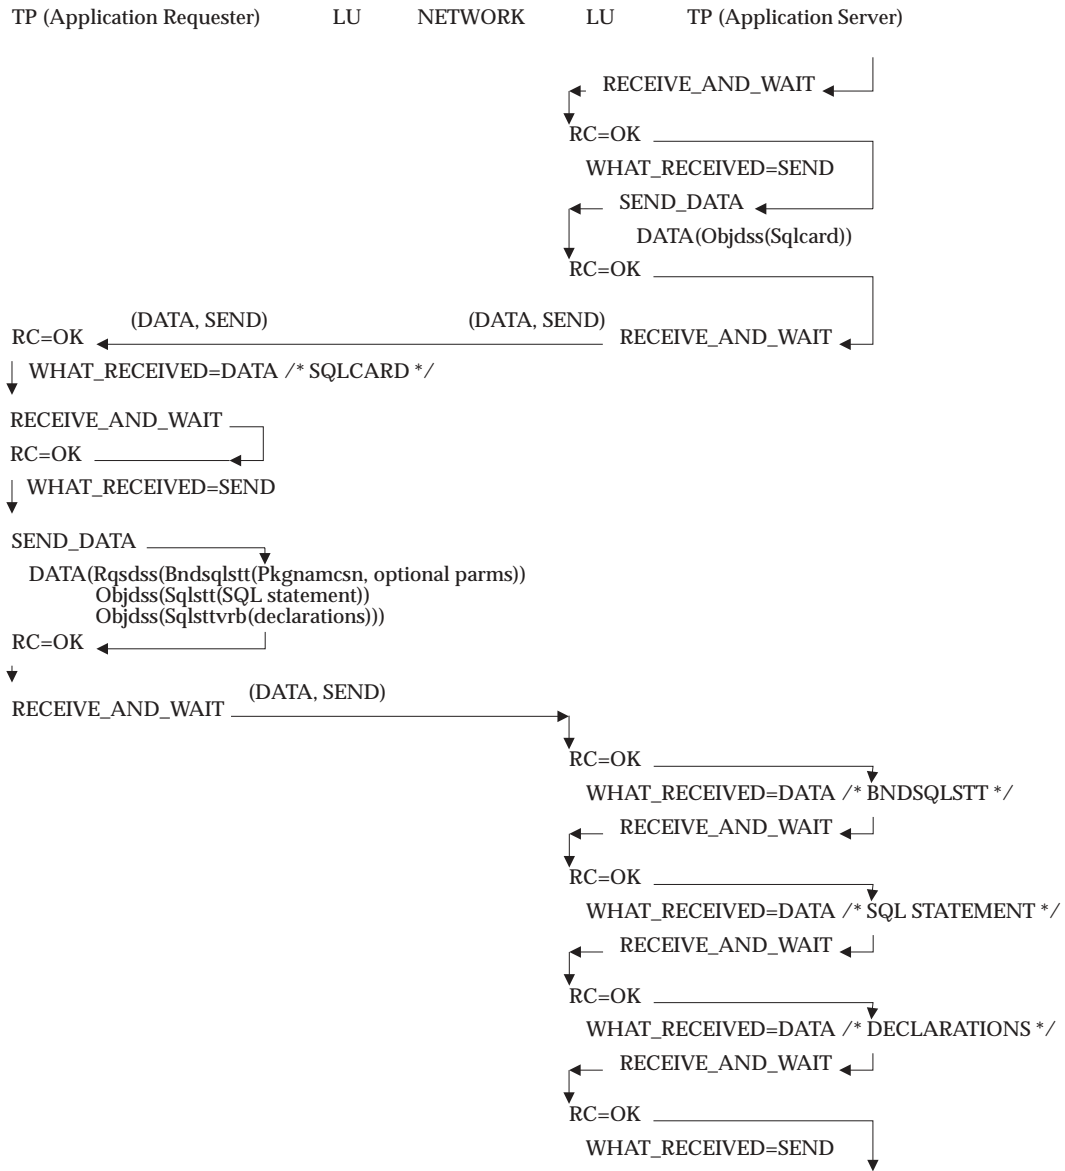 TP (Application Requester) LU NETWORK LU TP (Application Server)
RECEIVE_AND_WAIT
RC=OK
WHAT_RECEIVED=SEND
SEND_DATA
DATA(Objdss(Sqlcard))
RC=OK
(DATA, SEND) (DATA, SEND)
RC=OK RECEIVE_AND_WAIT
WHAT_RECEIVED=DATA /* SQLCARD */
RECEIVE_AND_WAIT
RC=OK
WHAT_RECEIVED=SEND
SEND_DATA
DATA(Rqsdss(Bndsqlstt(Pkgnamcsn, optional parms))
Objdss(Sqlstt(SQL statement))
Objdss(Sqlsttvrb(declarations)))
RC=OK
(DATA, SEND)
RECEIVE_AND_WAIT
RC=OK
WHAT_RECEIVED=DATA /* BNDSQLSTT */
RECEIVE_AND_WAIT
RC=OK
WHAT_RECEIVED=DATA /* SQL STATEMENT */
RECEIVE_AND_WAIT
RC=OK
WHAT_RECEIVED=DATA /* DECLARATIONS */
RECEIVE_AND_WAIT
RC=OK
WHAT_RECEIVED=SEND